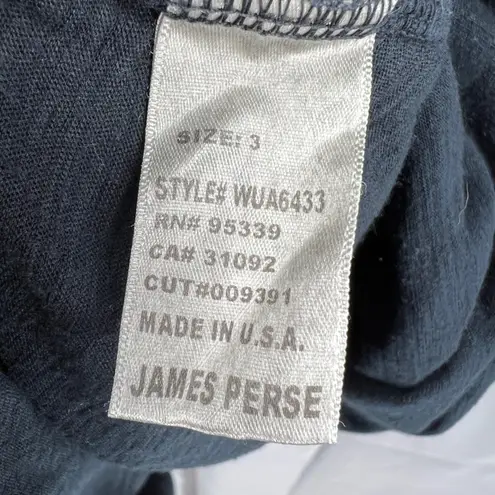 SIZE: 3
STYLE# WUA6433
RN# 95339
CA# 31092
CUT#009391
MADE IN U.S.A.
JAMES PERSE